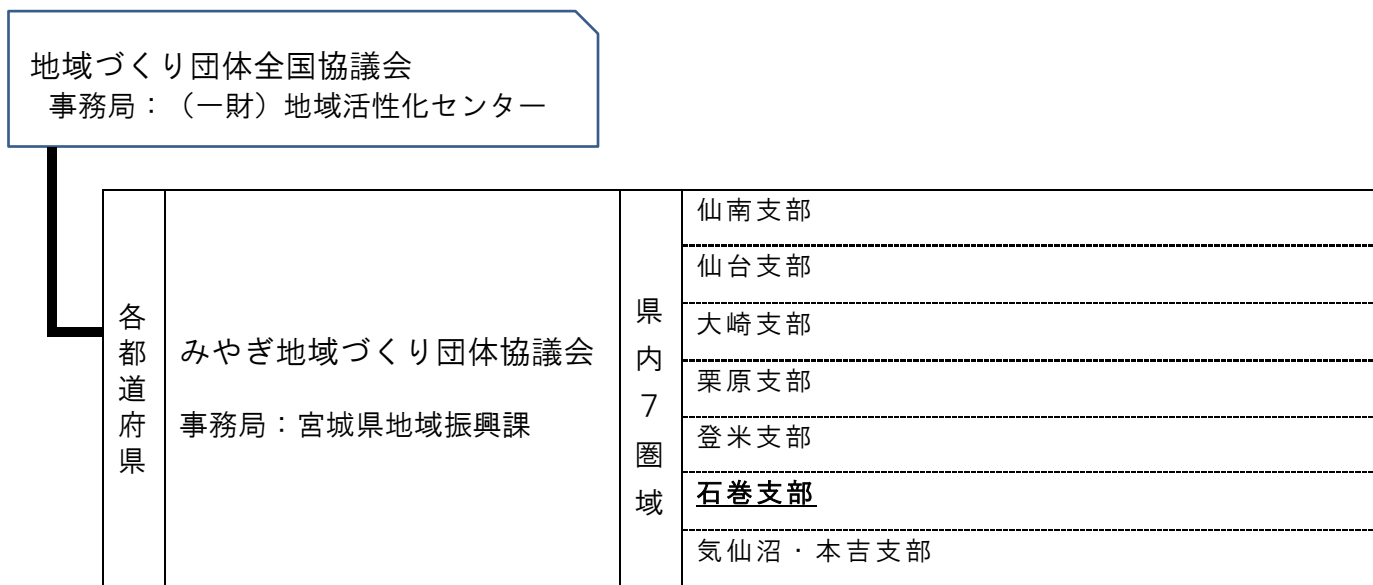 地域づくり団体全国協議会
事務局：（一財）地域活性化センター
各都道府県
みやぎ地域づくり団体協議会
事務局：宮城県地域振興課
県内７圏域
仙南支部
仙台支部
大崎支部
栗原支部
登米支部
石巻支部
気仙沼・本吉支部